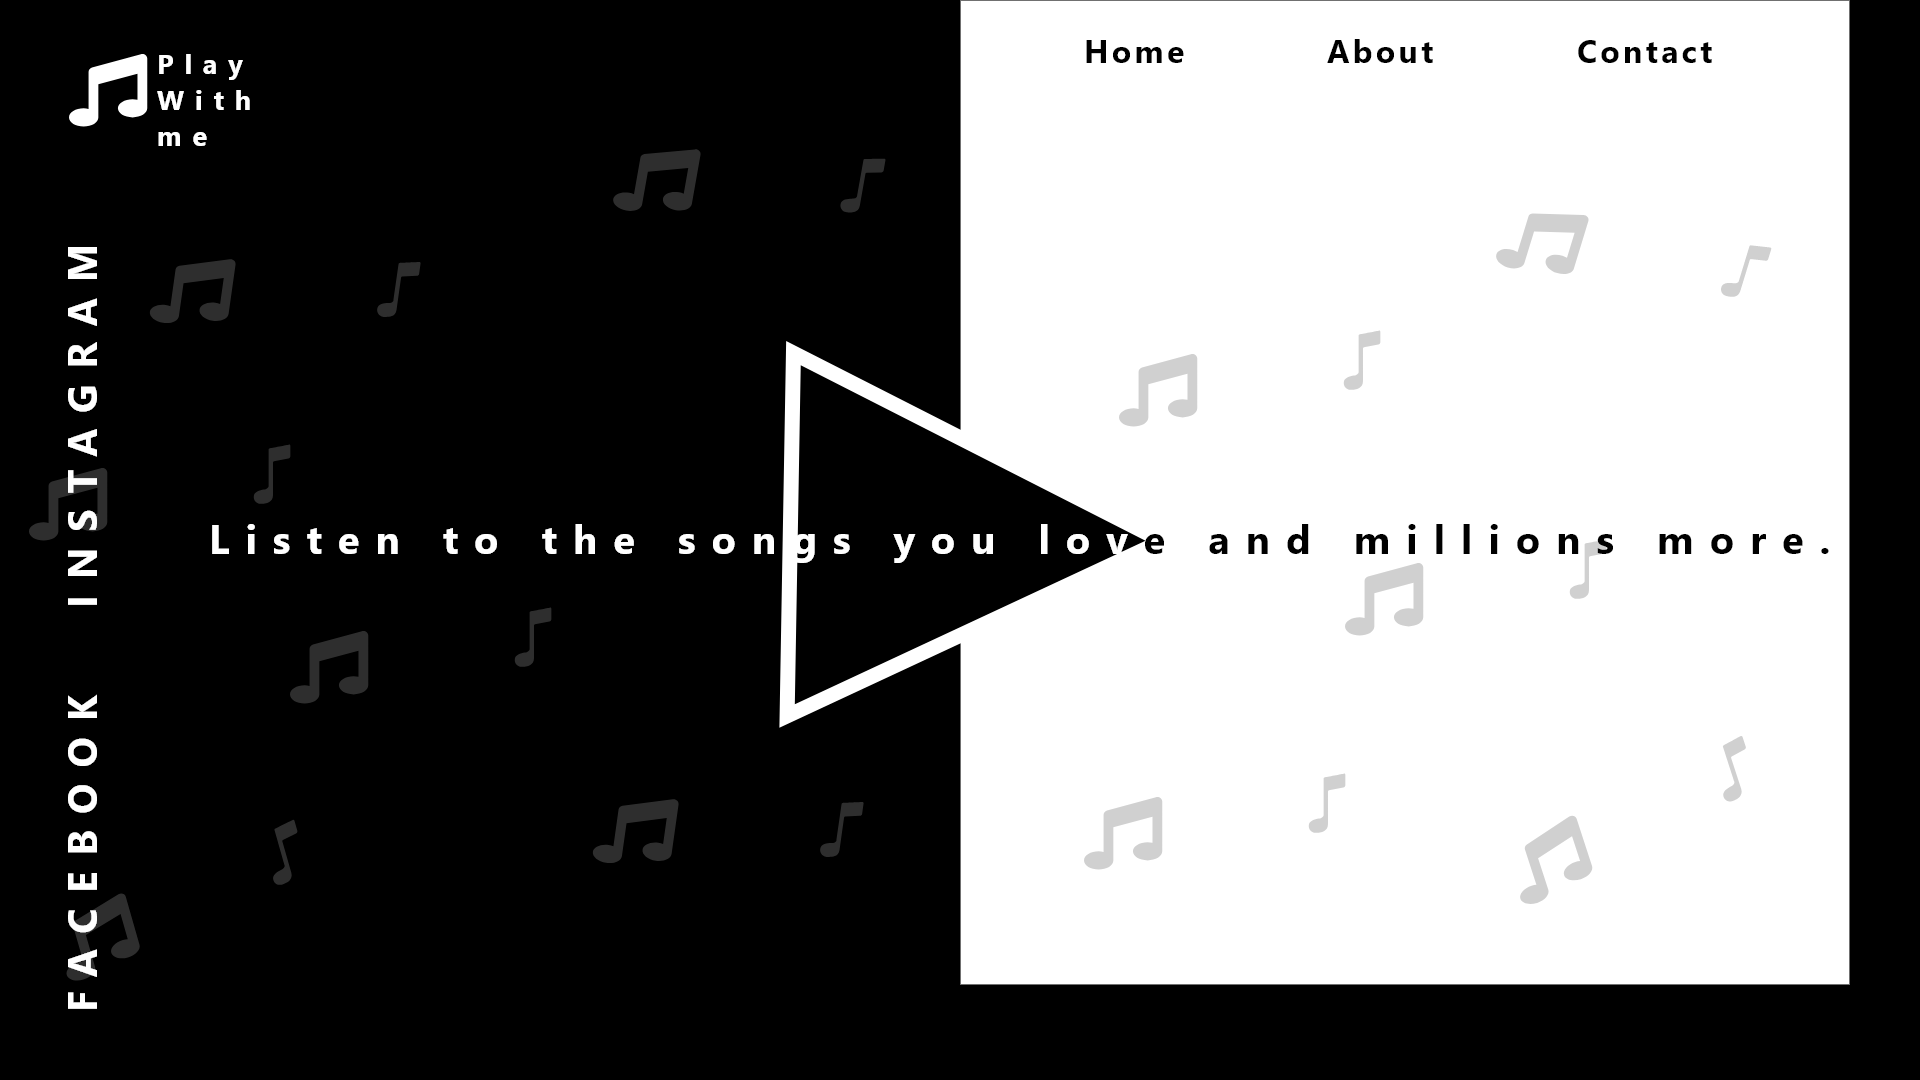 Play
With
me
Home
About
Contact
INSTAGRAM
FACEBOOK
Listen to the songs you love and millions more.